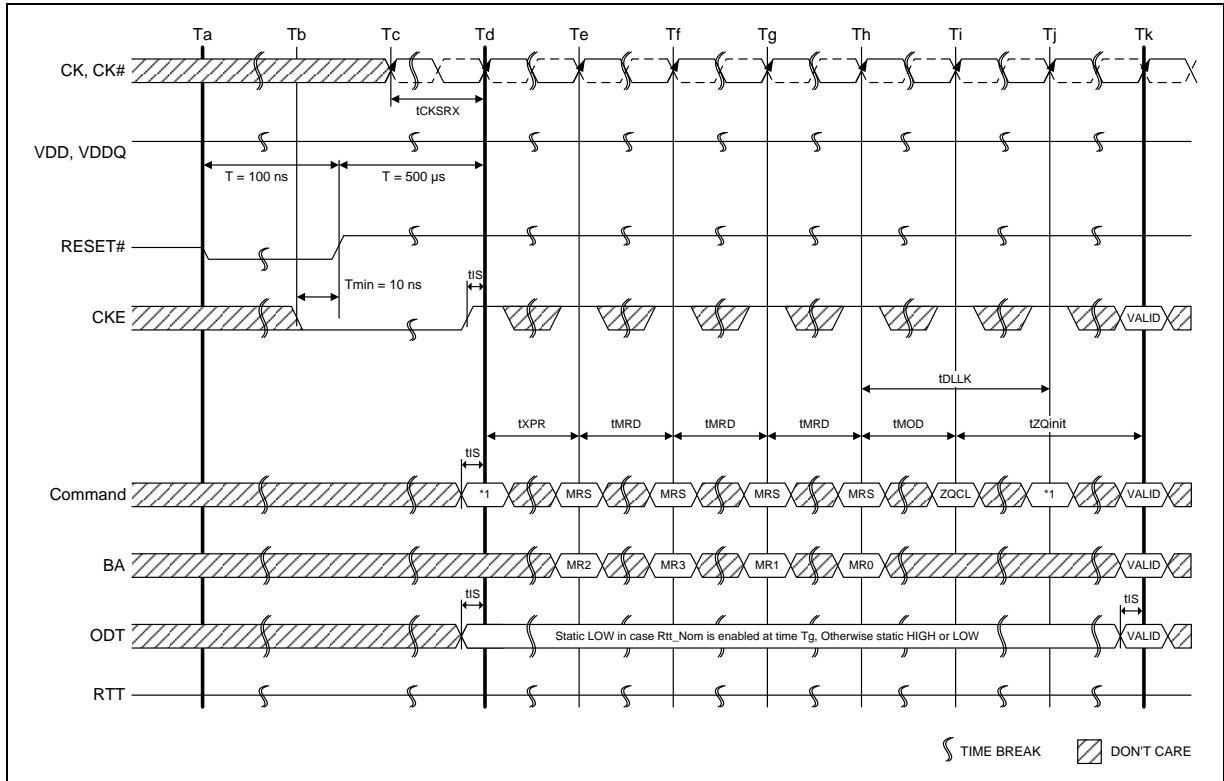 Ta Tb Tc Td Te Tf Tg Th Ti Tj Tk
CK, CK#
tCKSRX
VDD, VDDQ
T = 100 ns T = 500 µs
RESET#
Tmin = 10 ns tIS
CKE VALID
tDLLK
tXPR tMRD tMRD tMRD tMOD tZQinit
tIS
Command *1 MRS MRS MRS MRS ZQCL *1 VALID
BA MR2 MR3 MR1 MR0 VALID
tIS tIS
ODT Static LOW in case Rtt_Nom is enabled at time Tg, Otherwise static HIGH or LOW VALID
RTT
TIME BREAK DON'T CARE